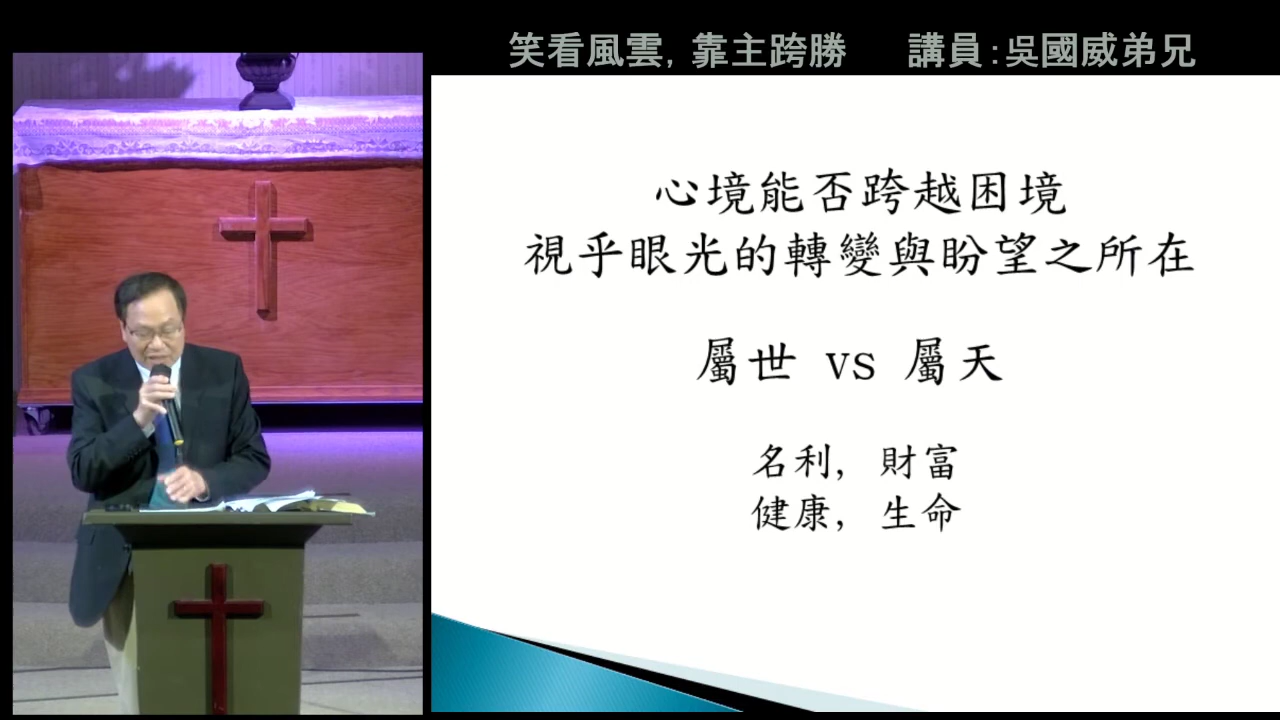 笑看風雲, 靠主跨勝 講員:吳國威弟兄
心境能否跨越困境
視乎眼光的轉變與盼望之所在
屬世 vs 屬天
名利, 財富
健康, 生命